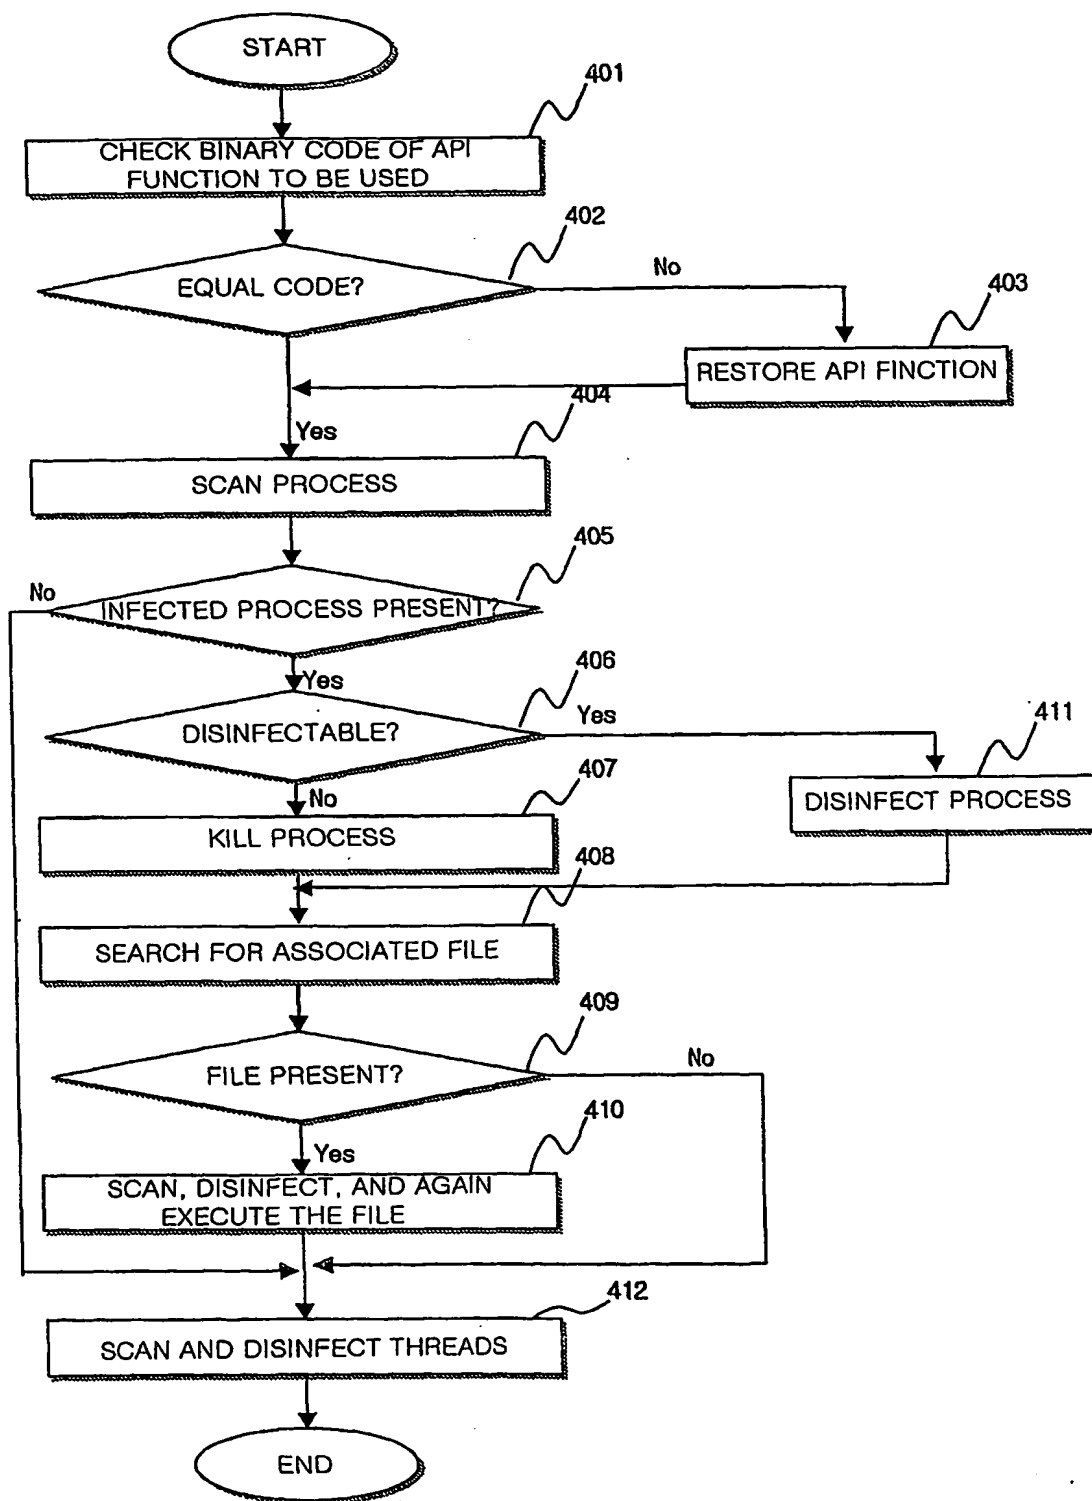 START
401
CHECK BINARY CODE OF API
FUNCTION TO BE USED
402
EQUAL CODE?
No
403
RESTORE API FINCTION
404
Yes
SCAN PROCESS
405
No
INFECTED PROCESS PRESENT?
Yes
406
DISINFECTABLE?
Yes
411
DISINFECT PROCESS
No
407
KILL PROCESS
408
SEARCH FOR ASSOCIATED FILE
409
FILE PRESENT?
No
410
Yes
SCAN, DISINFECT, AND AGAIN
EXECUTE THE FILE
412
SCAN AND DISINFECT THREADS
END